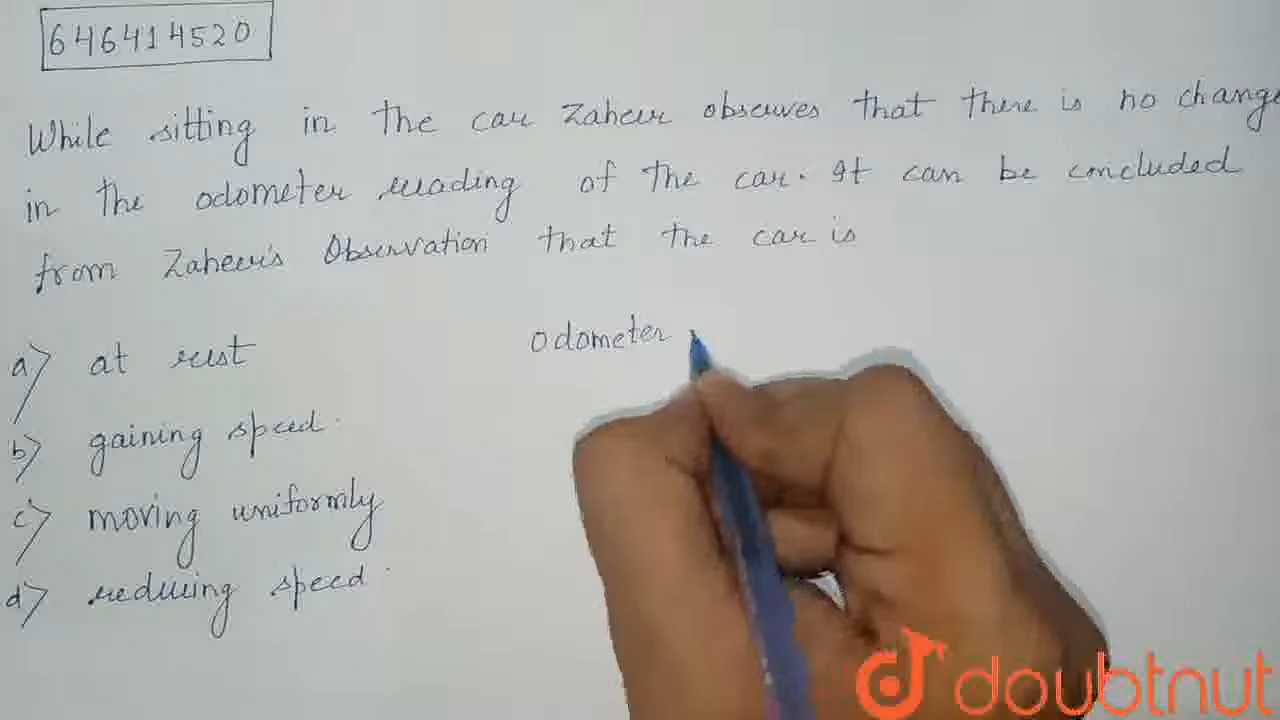 646414520
While sitting in the car Zaheer observes that there is no change
in the odometer reading of the car. It can be concluded
from Zaheer's Observation that the car is
a) at rest
odometer
b) gaining speed.
c) moving uniformly
d) reducing speed.
doubtnut